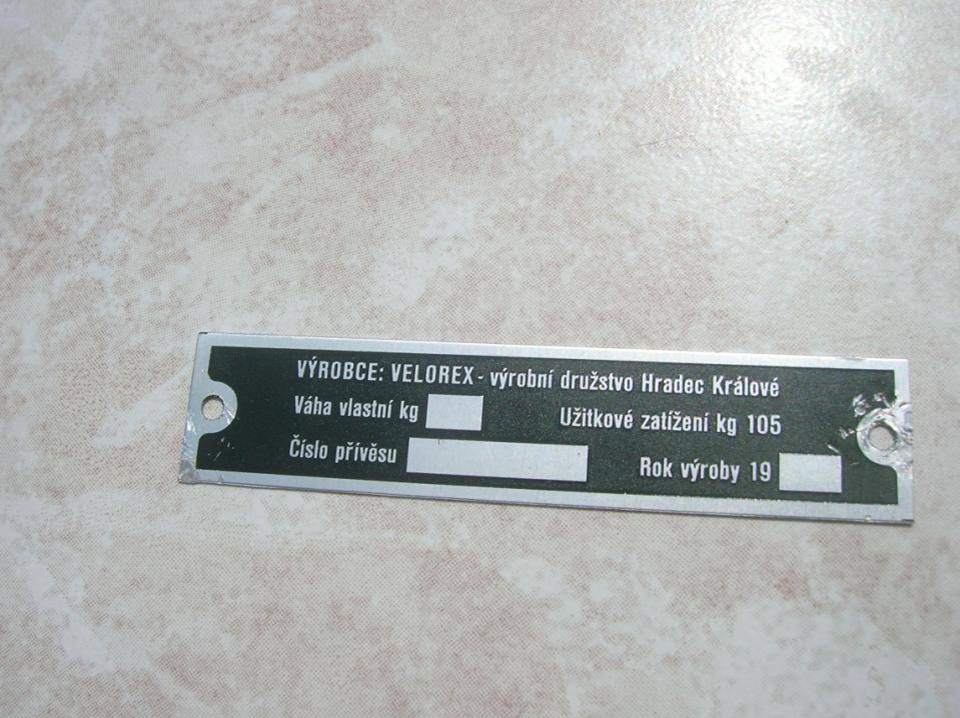 VÝROBCE: VELOREX - výrobní družstvo Hradec Králové
Váha vlastní kg Užitkové zatížení kg 105
Číslo přívěsu Rok výroby 19